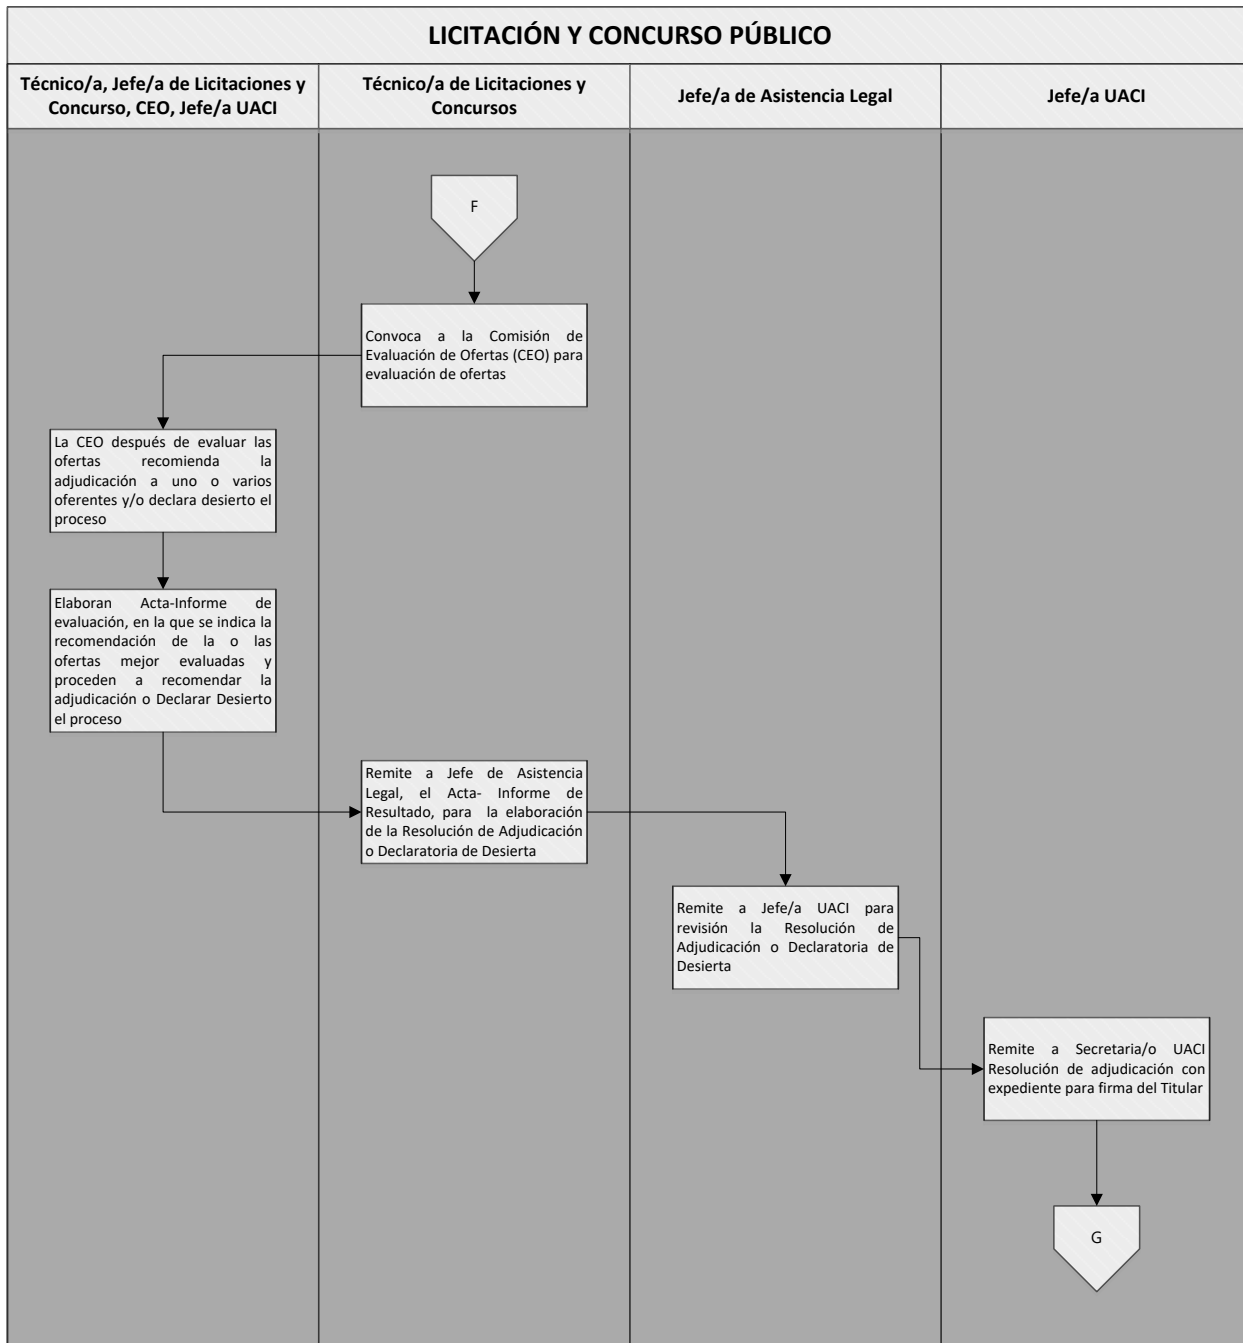 LICITACIÓN Y CONCURSO PÚBLICO
Técnico/a, Jefe/a de Licitaciones y
Concurso, CEO, Jefe/a UACI
Técnico/a de Licitaciones y
Concursos
Jefe/a de Asistencia Legal
Jefe/a UACI
F
Convoca a la Comisión de
Evaluación de Ofertas (CEO) para
evaluación de ofertas
La CEO después de evaluar las
ofertas recomienda la
adjudicación a uno o varios
oferentes y/o declara desierto el
proceso
Elaboran Acta-Informe de
evaluación, en la que se indica la
recomendación de la o las
ofertas mejor evaluadas y
proceden a recomendar la
adjudicación o Declarar Desierto
el proceso
Remite a Jefe de Asistencia
Legal, el Acta- Informe de
Resultado, para la elaboración
de la Resolución de Adjudicación
o Declaratoria de Desierta
Remite a Jefe/a UACI para
revisión la Resolución de
Adjudicación o Declaratoria de
Desierta
Remite a Secretaria/o UACI
Resolución de adjudicación con
expediente para firma del Titular
G